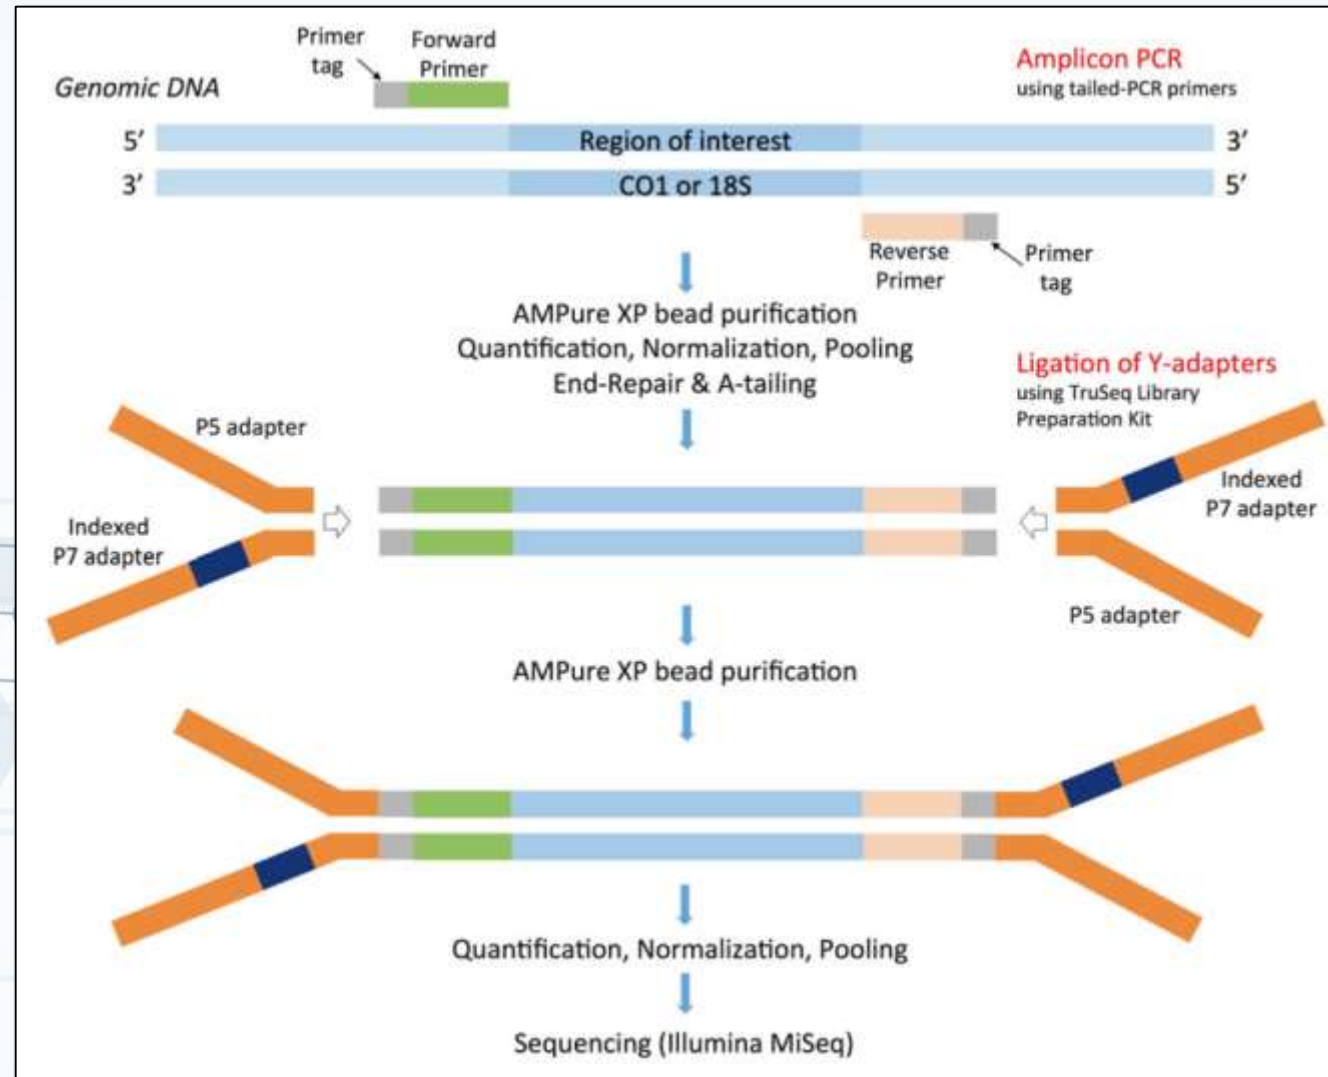 Primer
tag
Forward
Primer
Amplicon PCR
using tailed-PCR primers
Genomic DNA
5′
Region of interest
3′
3′
CO1 or 18S
5′
Reverse
Primer
Primer
tag
AMPure XP bead purification
Quantification, Normalization, Pooling
End-Repair & A-tailing
Ligation of Y-adapters
using TruSeq Library
Preparation Kit
P5 adapter
Indexed
P7 adapter
Indexed
P7 adapter
P5 adapter
AMPure XP bead purification
Quantification, Normalization, Pooling
Sequencing (Illumina MiSeq)